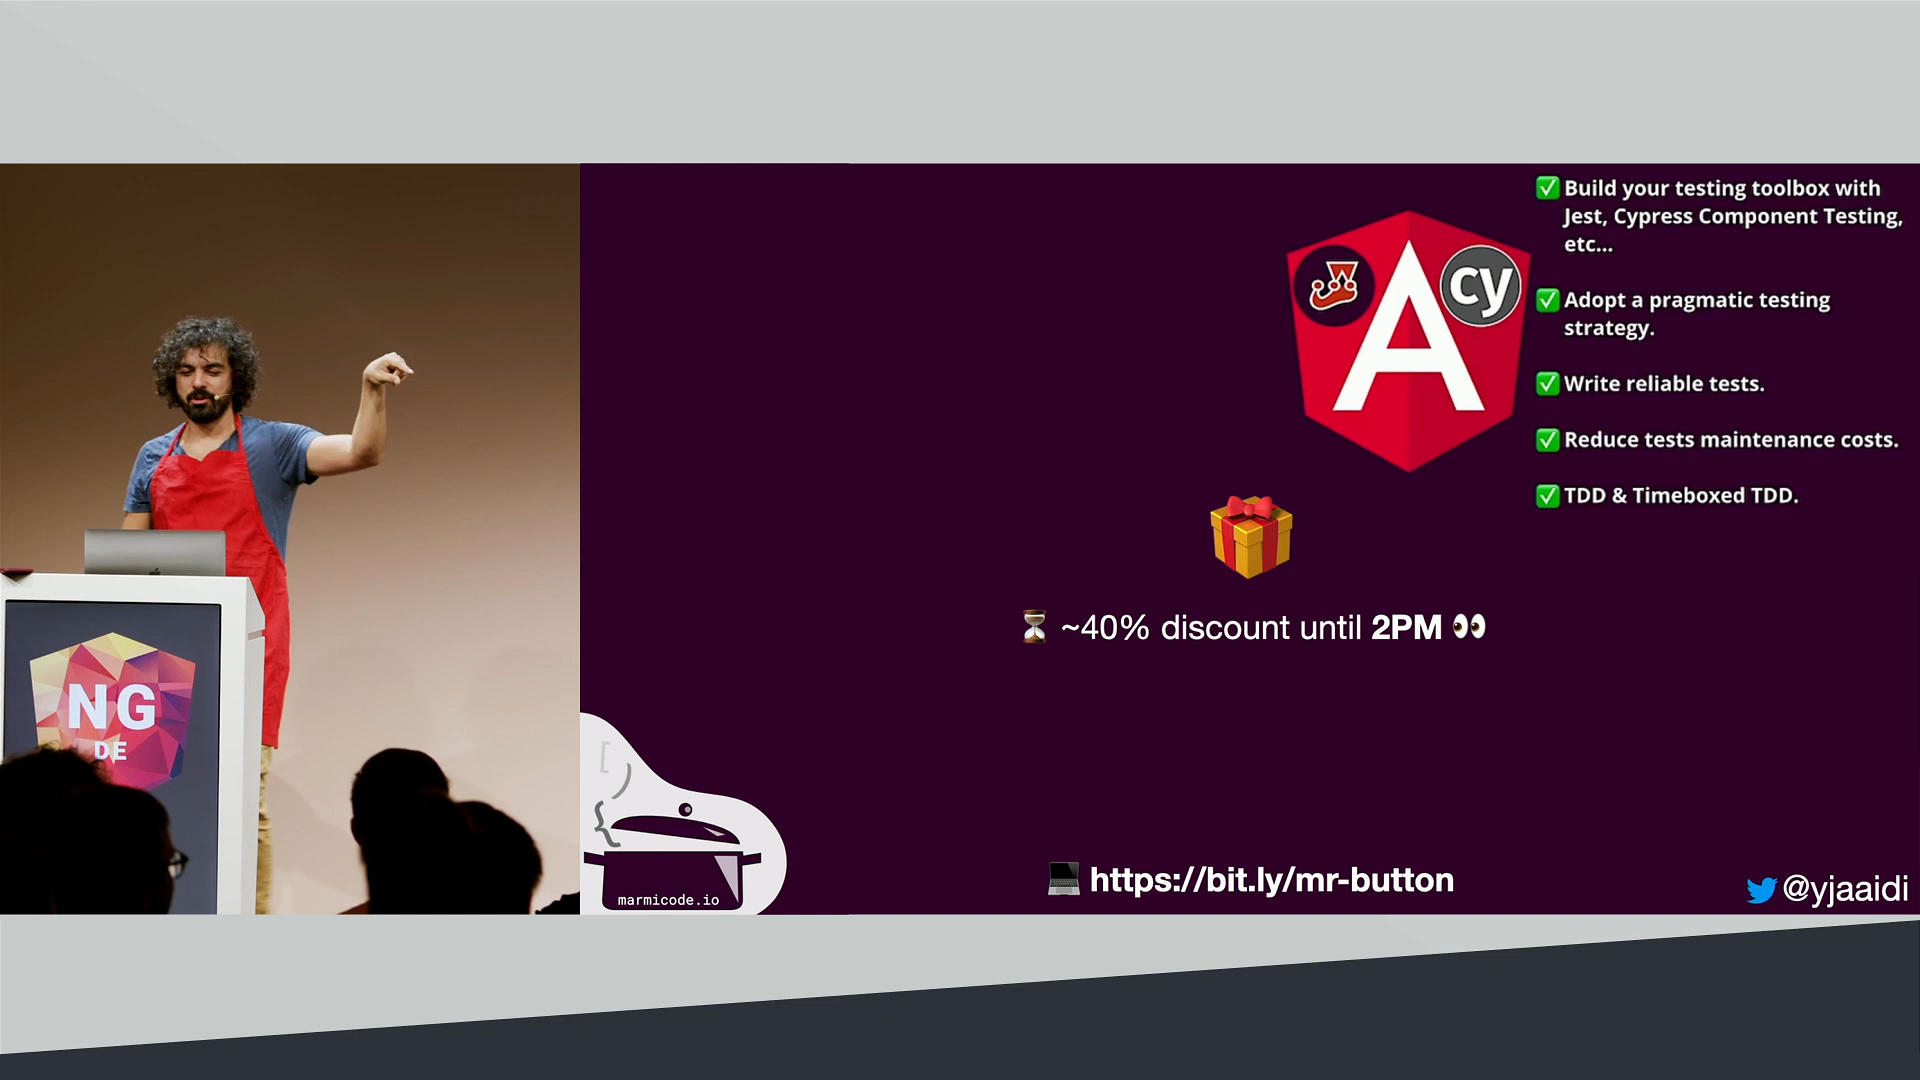 Build your testing toolbox with
Jest, Cypress Component Testing,
etc...
Adopt a pragmatic testing
strategy.
Write reliable tests.
Reduce tests maintenance costs.
TDD & Timeboxed TDD.
A
cy
~40% discount until 2PM
NG
DE
[
)
{
marmicode.io
https://bit.ly/mr-button
@yjaaidi